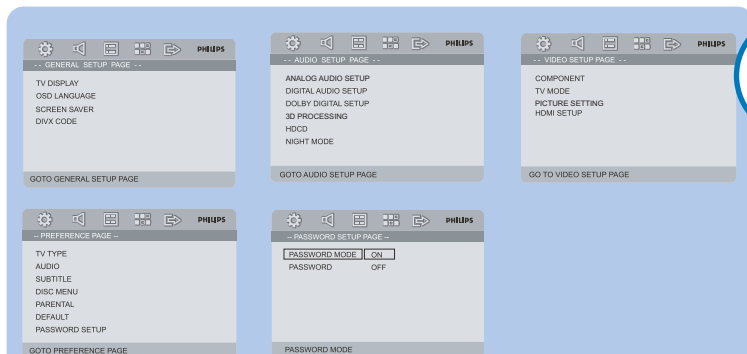 PHILIPS
-- GENERAL SETUP PAGE --
TV DISPLAY
OSD LANGUAGE
SCREEN SAVER
DIVX CODE
GOTO GENERAL SETUP PAGE
PHILIPS
-- AUDIO SETUP PAGE --
ANALOG AUDIO SETUP
DIGITAL AUDIO SETUP
DOLBY DIGITAL SETUP
3D PROCESSING
HDCD
NIGHT MODE
GOTO AUDIO SETUP PAGE
PHILIPS
-- VIDEO SETUP PAGE --
COMPONENT
TV MODE
PICTURE SETTING
HDMI SETUP
GO TO VIDEO SETUP PAGE
PHILIPS
-- PREFERENCE PAGE --
TV TYPE
AUDIO
SUBTITLE
DISC MENU
PARENTAL
DEFAULT
PASSWORD SETUP
GOTO PREFERENCE PAGE
PHILIPS
-- PASSWORD SETUP PAGE --
PASSWORD MODE ON
PASSWORD OFF
PASSWORD MODE